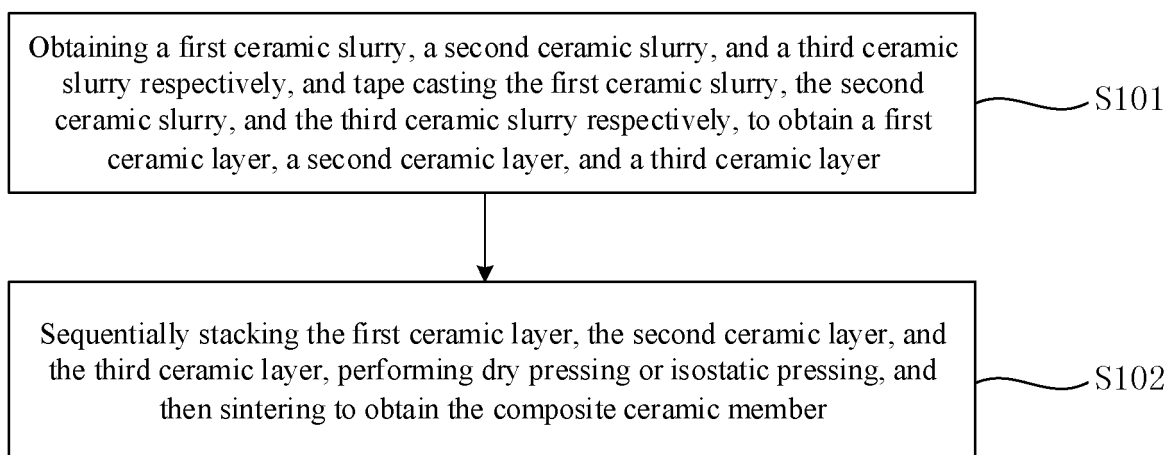 Obtaining a first ceramic slurry, a second ceramic slurry, and a third ceramic
slurry respectively, and tape casting the first ceramic slurry, the second
ceramic slurry, and the third ceramic slurry respectively, to obtain a first
ceramic layer, a second ceramic layer, and a third ceramic layer
S101
Sequentially stacking the first ceramic layer, the second ceramic layer, and
the third ceramic layer, performing dry pressing or isostatic pressing, and
then sintering to obtain the composite ceramic member
S102